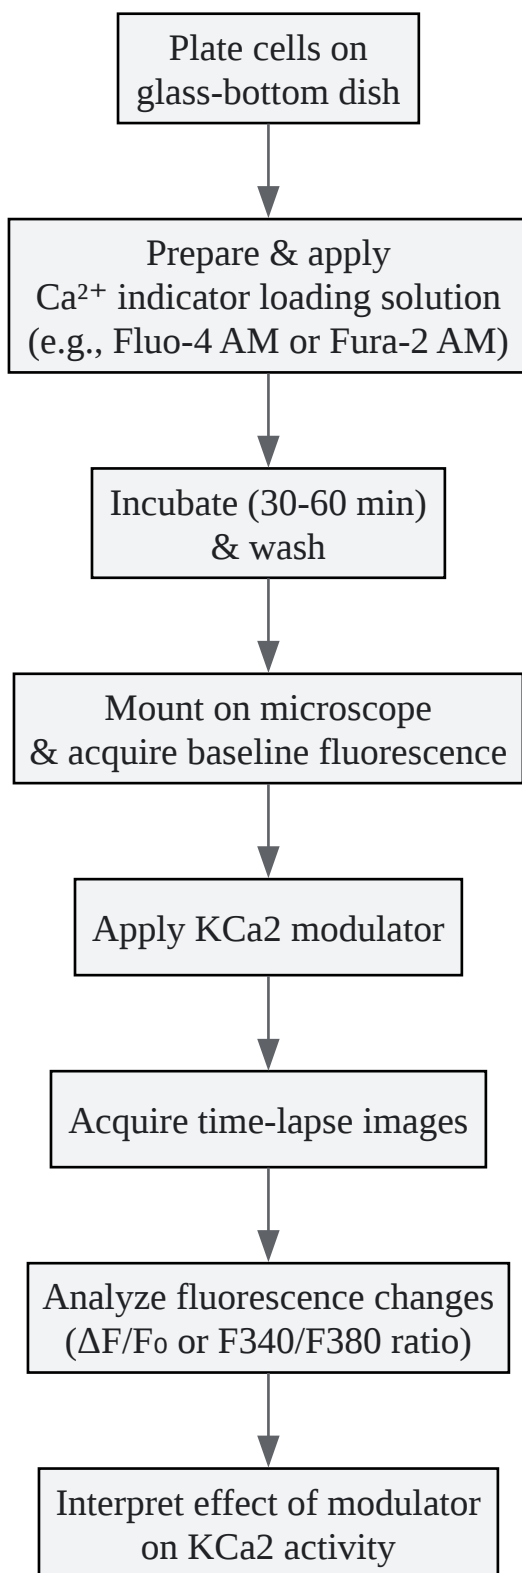 Plate cells on
glass-bottom dish
Prepare & apply
Ca²⁺ indicator loading solution
(e.g., Fluo-4 AM or Fura-2 AM)
Incubate (30-60 min)
& wash
Mount on microscope
& acquire baseline fluorescence
Apply KCa2 modulator
Acquire time-lapse images
Analyze fluorescence changes
(ΔF/F₀ or F340/F380 ratio)
Interpret effect of modulator
on KCa2 activity